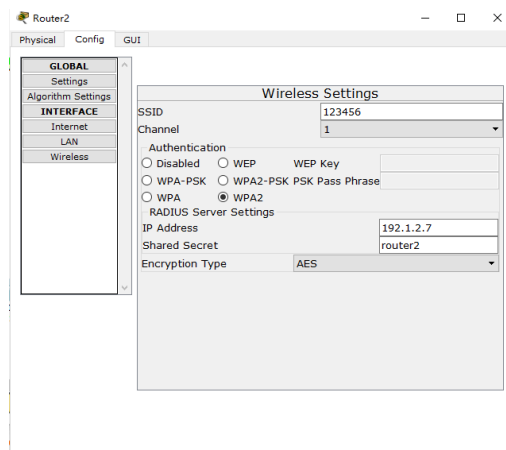 Router2
Physical Config GUI
GLOBAL
Settings
Algorithm Settings
INTERFACE
Internet
LAN
Wireless
Wireless Settings
SSID 123456
Channel 1
Authentication
Disabled WEP WEP Key
WPA-PSK WPA2-PSK PSK Pass Phrase
WPA WPA2
RADIUS Server Settings
IP Address 192.1.2.7
Shared Secret router2
Encryption Type AES